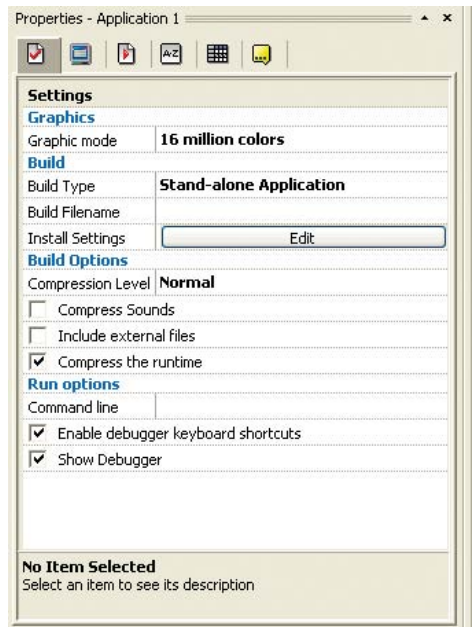 Properties - Application 1
A-Z
Settings
Graphics
Graphic mode 16 million colors
Build
Build Type Stand-alone Application
Build Filename
Install Settings Edit
Build Options
Compression Level Normal
Compress Sounds
Include external files
Compress the runtime
Run options
Command line
Enable debugger keyboard shortcuts
Show Debugger
No Item Selected
Select an item to see its description